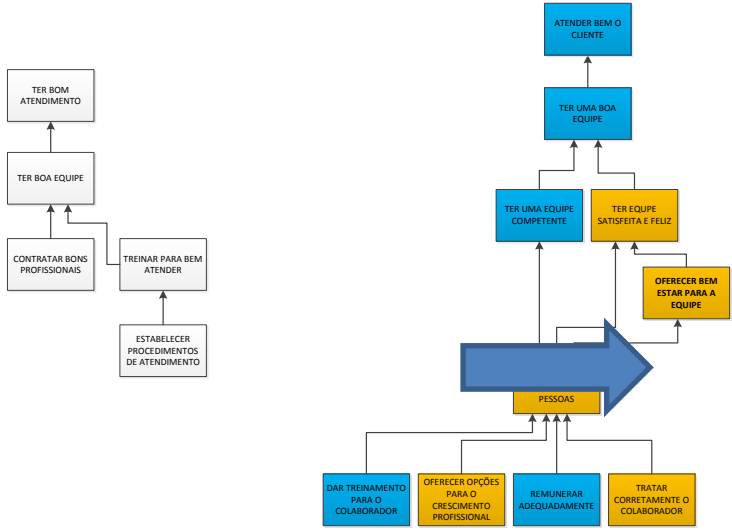 TER BOM
ATENDIMENTO
TER BOA EQUIPE
CONTRATAR BONS
PROFISSIONAIS
TREINAR PARA BEM
ATENDER
ESTABELECER
PROCEDIMENTOS
DE ATENDIMENTO
ATENDER BEM O
CLIENTE
TER UMA BOA
EQUIPE
TER UMA EQUIPE
COMPETENTE
TER EQUPE
SATISFEITA E FELIZ
OFERECER BEM
ESTAR PARA A
EQUIPE
PESSOAS
DAR TREINAMENTO
PARA O
COLABORADOR
OFERECER OPÇÕES
PARA O
CRESCIMENTO
PROFISSIONAL
REMUNERAR
ADEQUADAMENTE
TRATAR
CORRETAMENTE O
COLABORADOR